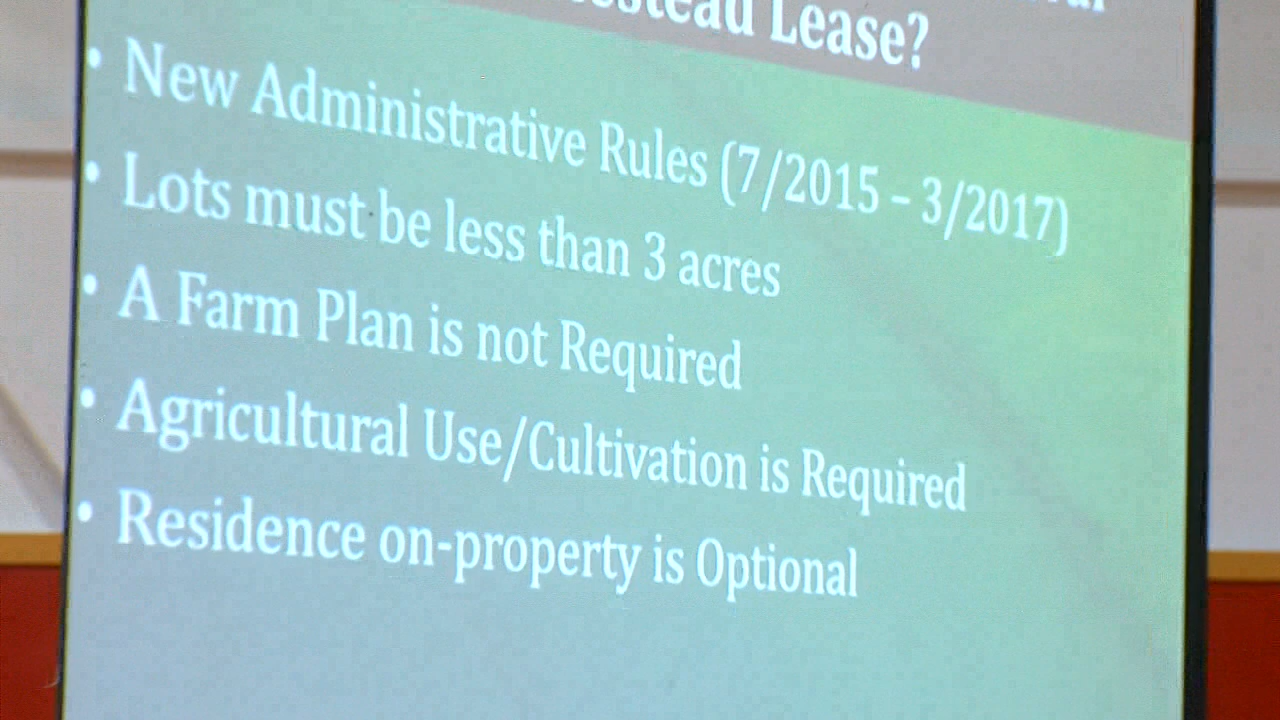 Lease?
• New Administrative Rules (7/2015 – 3/2017)
• Lots must be less than 3 acres
• A Farm Plan is not Required
• Agricultural Use/Cultivation is Required
• Residence on-property is Optional